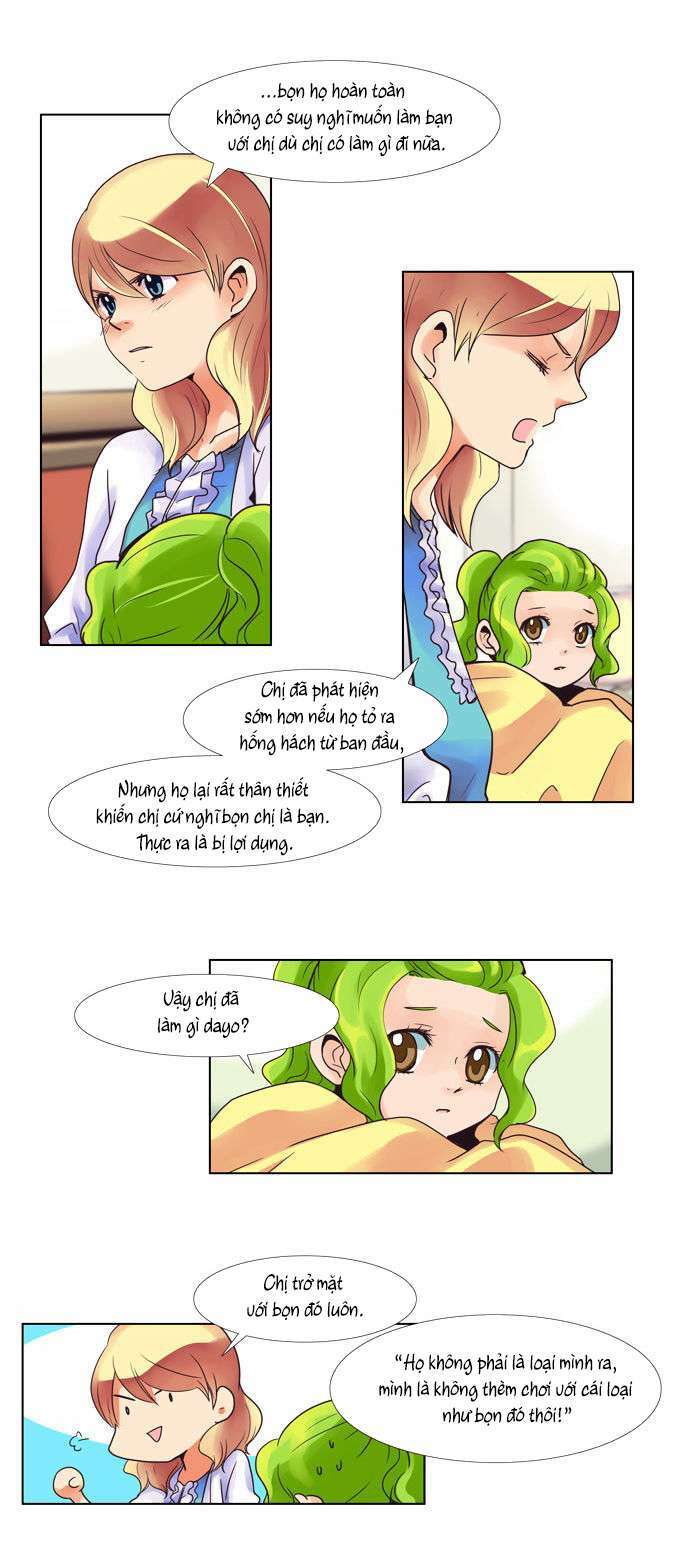 ...bọn họ hoàn toàn
không có suy nghĩ muốn làm bạn
với chị dù chị có làm gì đi nữa.
Chị đã phát hiện
sớm hơn nếu họ tỏ ra
hống hách từ ban đầu,
Nhưng họ lại rất thân thiết
khiến chị cứ nghĩ bọn chị là bạn.
Thực ra là bị lợi dụng.
Vậy chị đã
làm gì dayo?
Chị trở mặt
với bọn đó luôn.
"Họ không phải là loại mình ra,
mình là không thèm chơi với cái loại
như bọn đó thôi!"